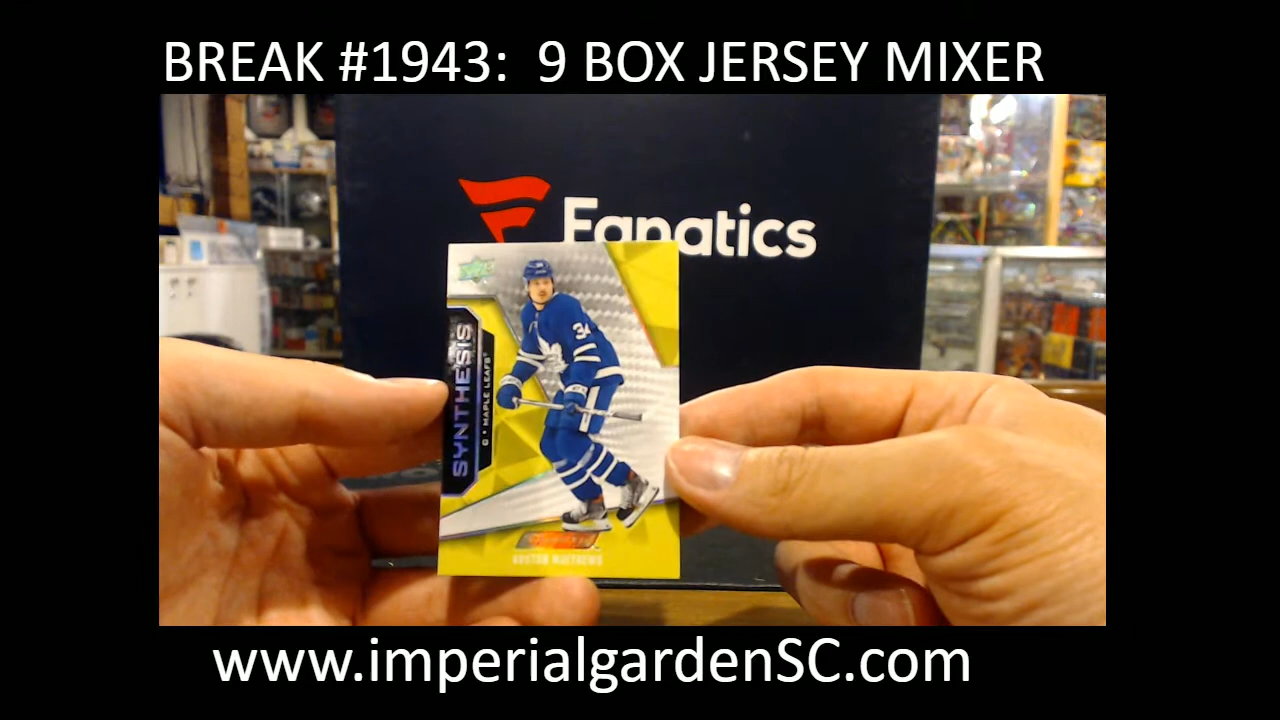 BREAK #1943:  9 BOX JERSEY MIXER
Fanatics
34
SYNTHESIS
C • MAPLE LEAFS
AUSTON MATTHEWS
www.imperialgardenSC.com